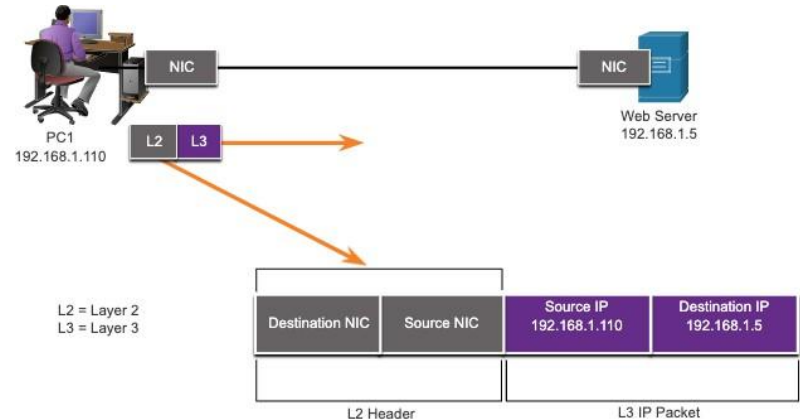 NIC
NIC
PC1
192.168.1.110
L2 L3
Web Server
192.168.1.5
L2 = Layer 2
L3 = Layer 3
Destination NIC
Source NIC
Source IP
192.168.1.110
Destination IP
192.168.1.5
L2 Header
L3 IP Packet